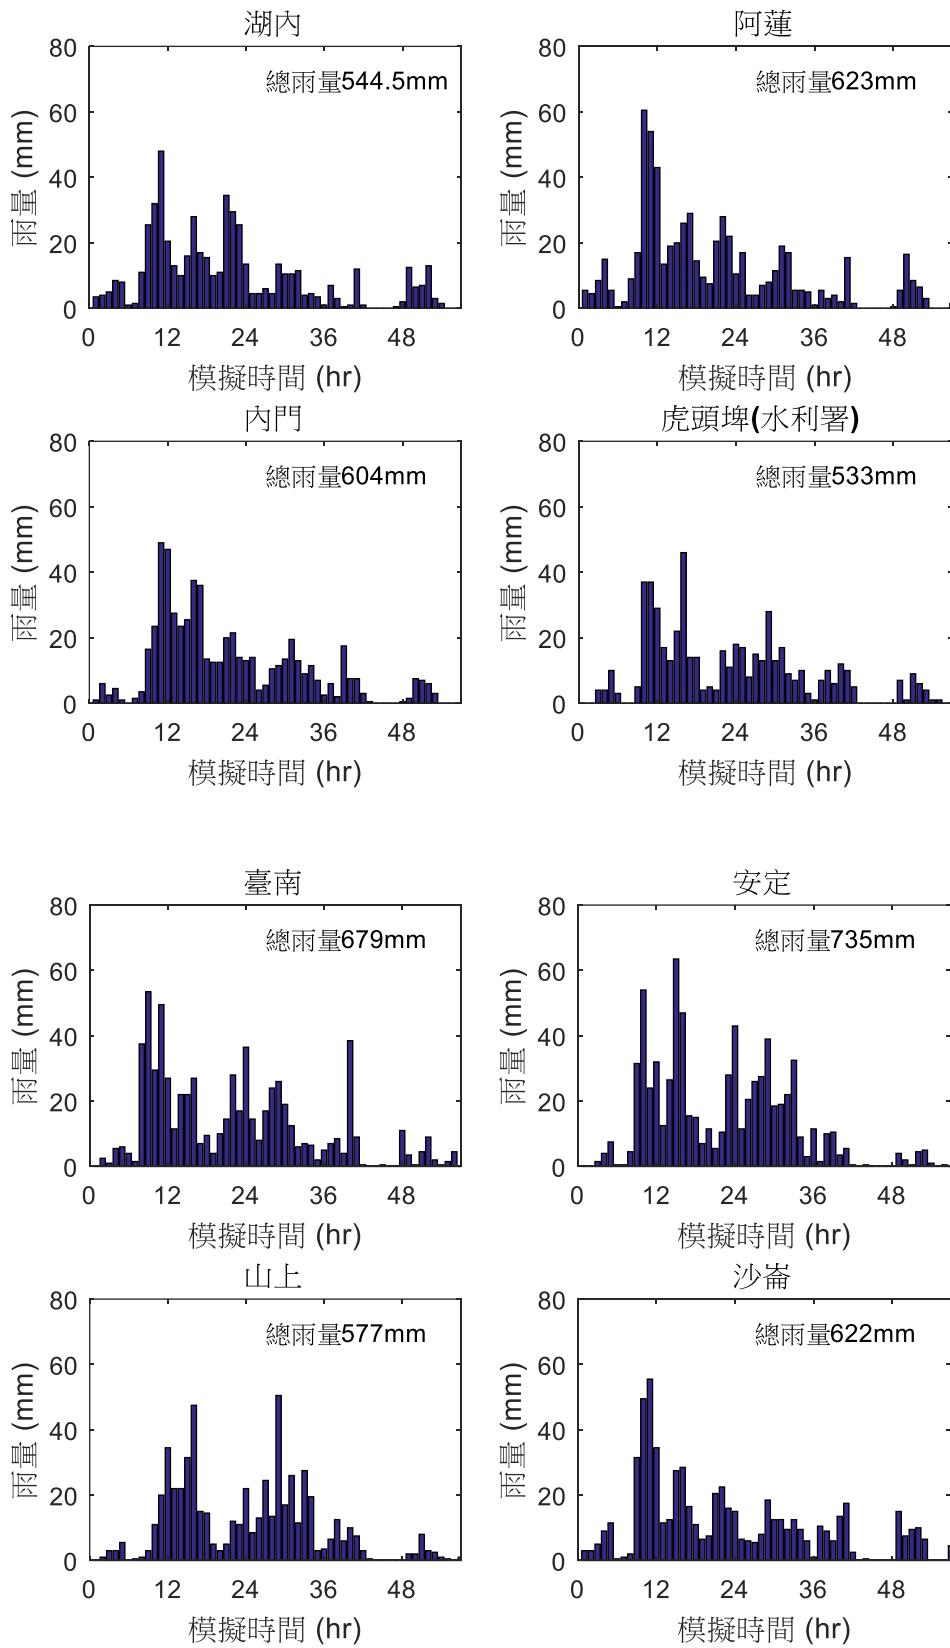 湖內
阿蓮
總雨量544.5mm
總雨量623mm
80
60
40
20
0
雨量 (mm)
0 12 24 36 48
模擬時間 (hr)
80
60
40
20
0
雨量 (mm)
0 12 24 36 48
模擬時間 (hr)
內門
虎頭埤(水利署)
總雨量604mm
總雨量533mm
80
60
40
20
0
雨量 (mm)
0 12 24 36 48
模擬時間 (hr)
80
60
40
20
0
雨量 (mm)
0 12 24 36 48
模擬時間 (hr)
臺南
安定
總雨量679mm
總雨量735mm
80
60
40
20
0
雨量 (mm)
0 12 24 36 48
模擬時間 (hr)
80
60
40
20
0
雨量 (mm)
0 12 24 36 48
模擬時間 (hr)
山上
沙崙
總雨量577mm
總雨量622mm
80
60
40
20
0
雨量 (mm)
0 12 24 36 48
模擬時間 (hr)
80
60
40
20
0
雨量 (mm)
0 12 24 36 48
模擬時間 (hr)